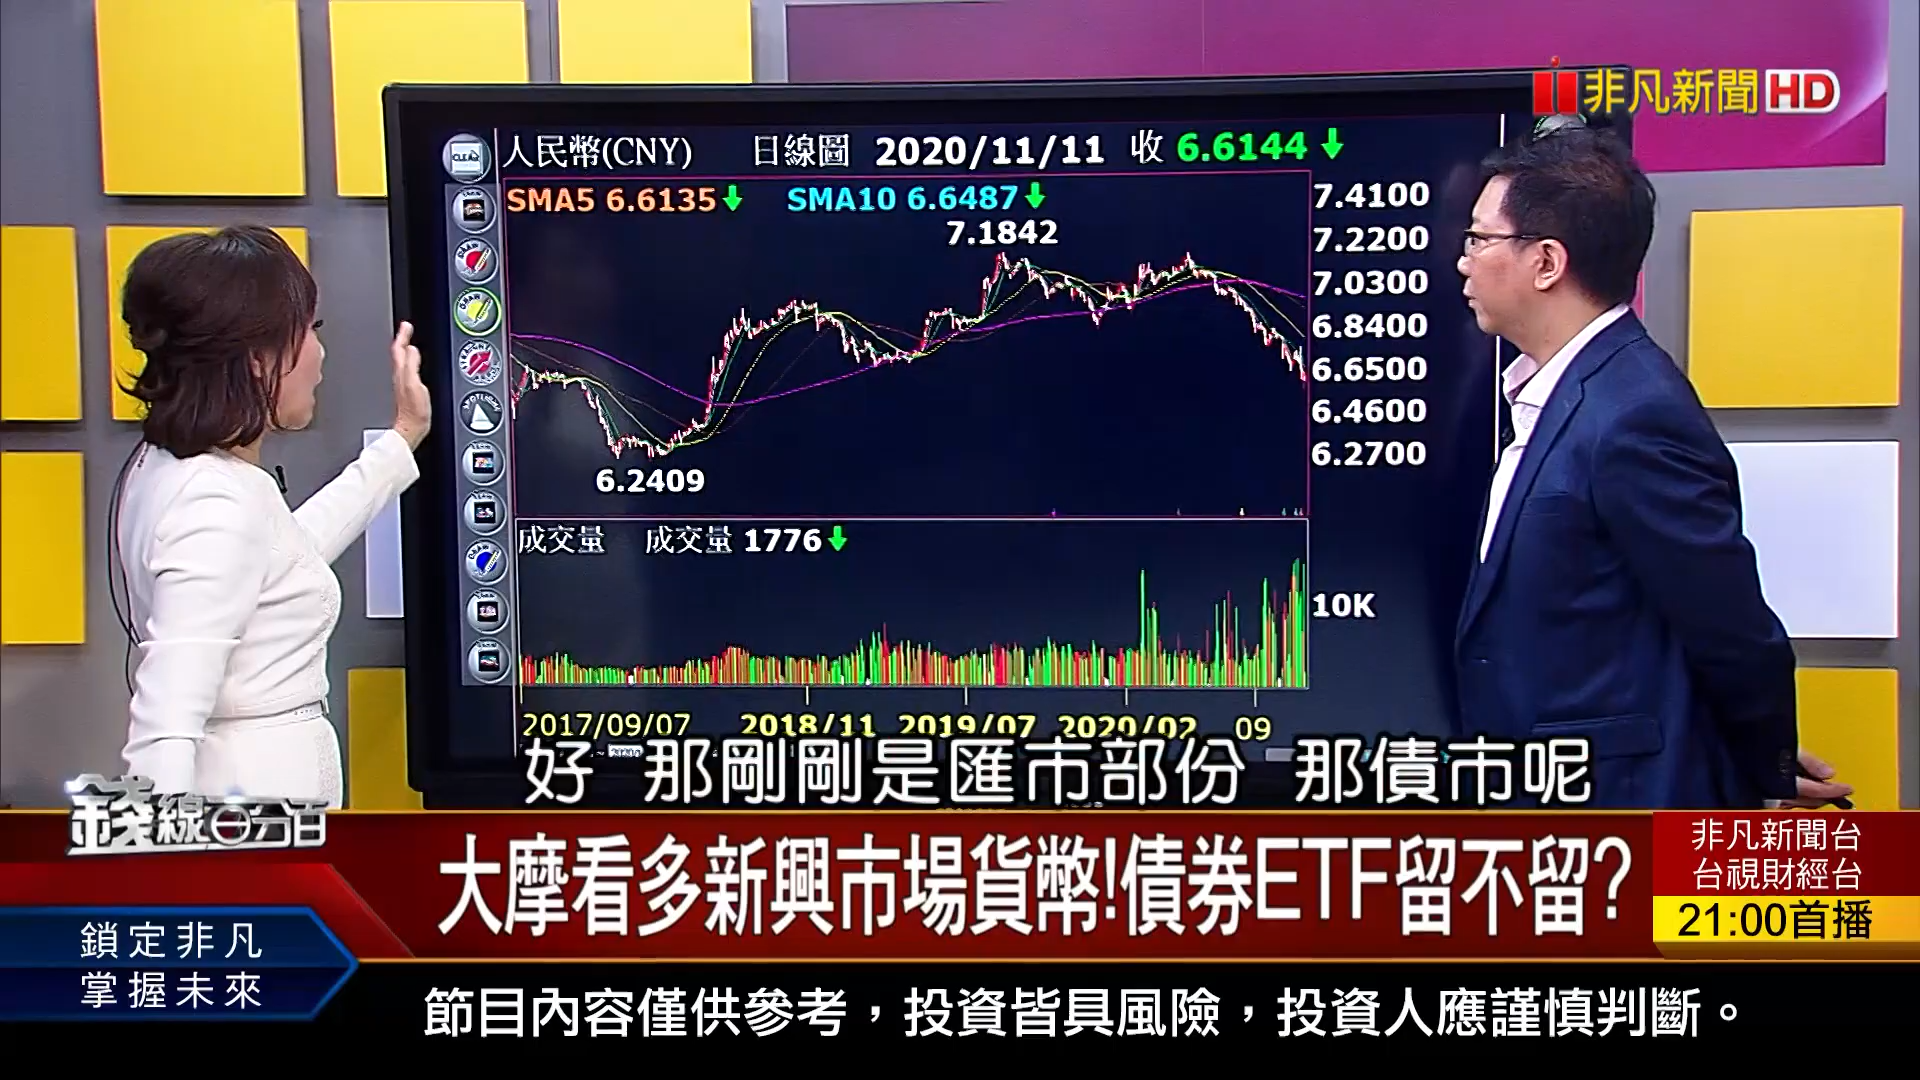 非凡新聞HD
CLEAR
人民幣(CNY) 日線圖 2020/11/11 收 6.6144↓
SMA5 6.6135↓ SMA10 6.6487↓
7.1842
6.2409
7.4100
7.2200
7.0300
6.8400
6.6500
6.4600
6.2700
成交量 成交量 1776↓
10K
2017/09/07 2018/11 2019/07 2020/02 09
好 那剛剛是匯市部份 那債市呢
錢線百分百
大摩看多新興市場貨幣!債券ETF留不留?
非凡新聞台
台視財經台
21:00首播
鎖定非凡
掌握未來
節目內容僅供參考，投資皆具風險，投資人應謹慎判斷。